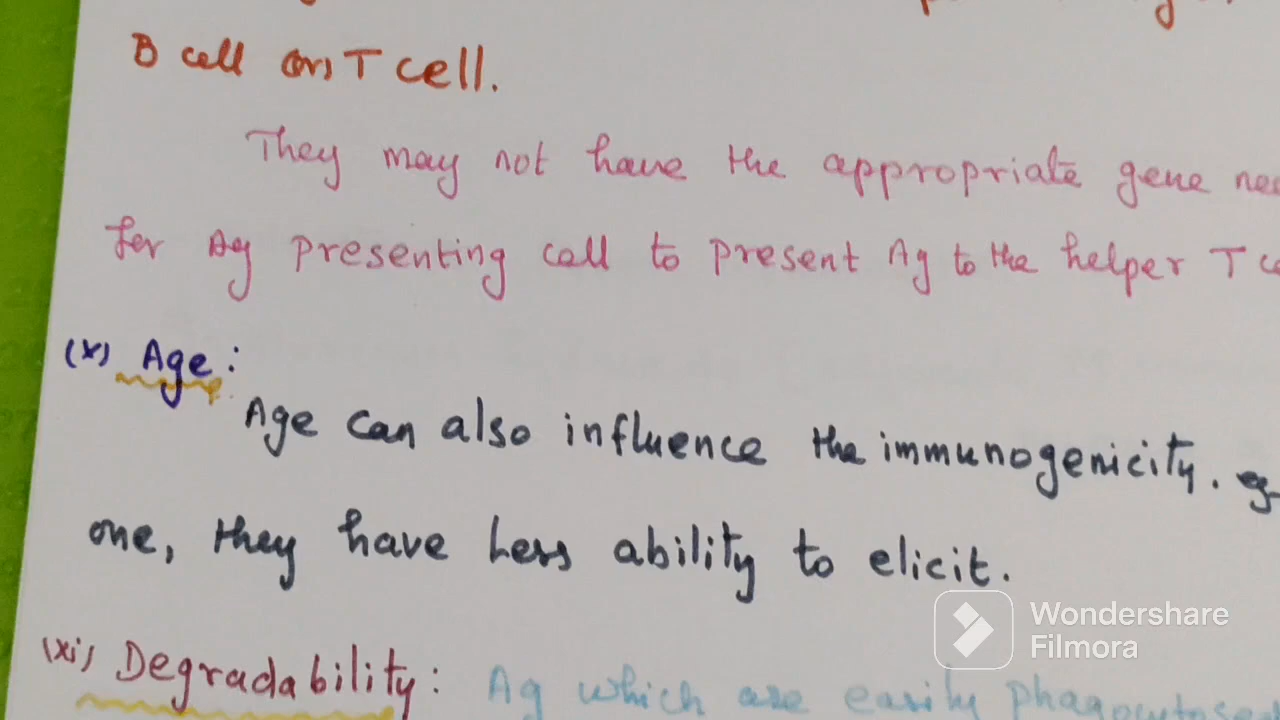 B cell (or) T cell.
They may not have the appropriate gene
for Ag presenting cell to present Ag to the helper T
(x) Age:
Age can also influence the immunogenicity. eg
one, they have less ability to elicit.
(xi) Degradability: Ag which are easily phagocytosed
Wondershare
Filmora